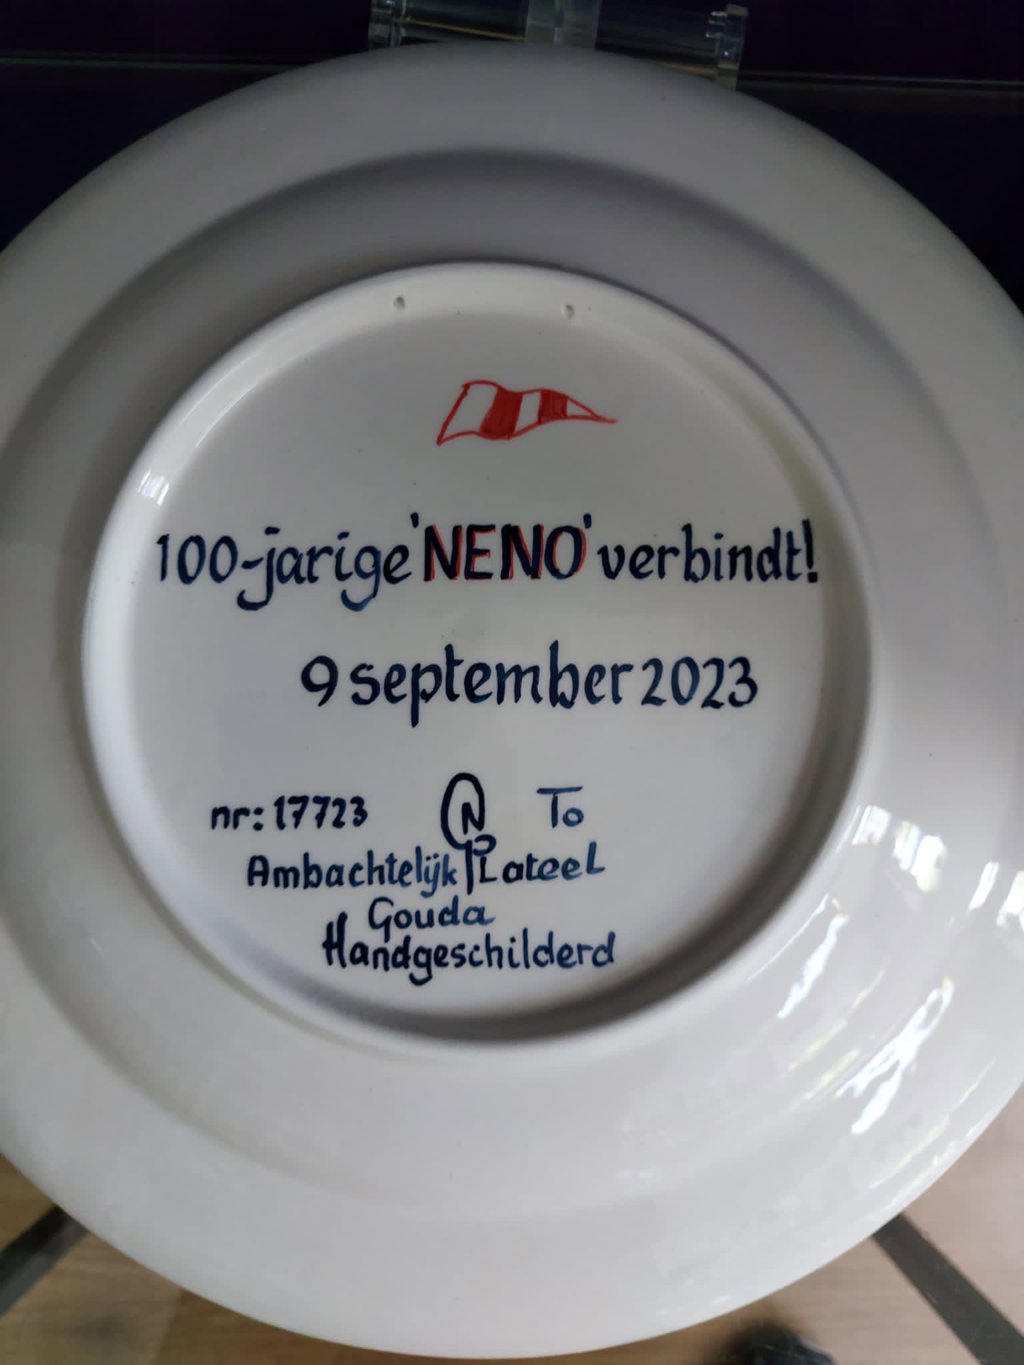 100-jarige 'NENO' verbindt!
9 september 2023
nr: 17723 N To
Ambachtelijk Plateel
Gouda
Handgeschilderd